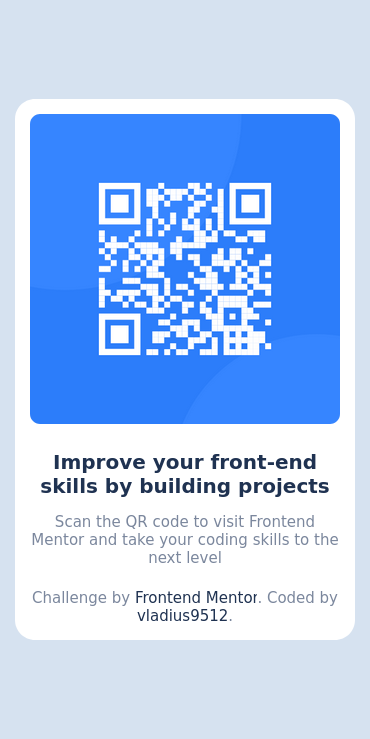 Improve your front-end
skills by building projects
Scan the QR code to visit Frontend
Mentor and take your coding skills to the
next level
Challenge by Frontend Mentor. Coded by
vladius9512.